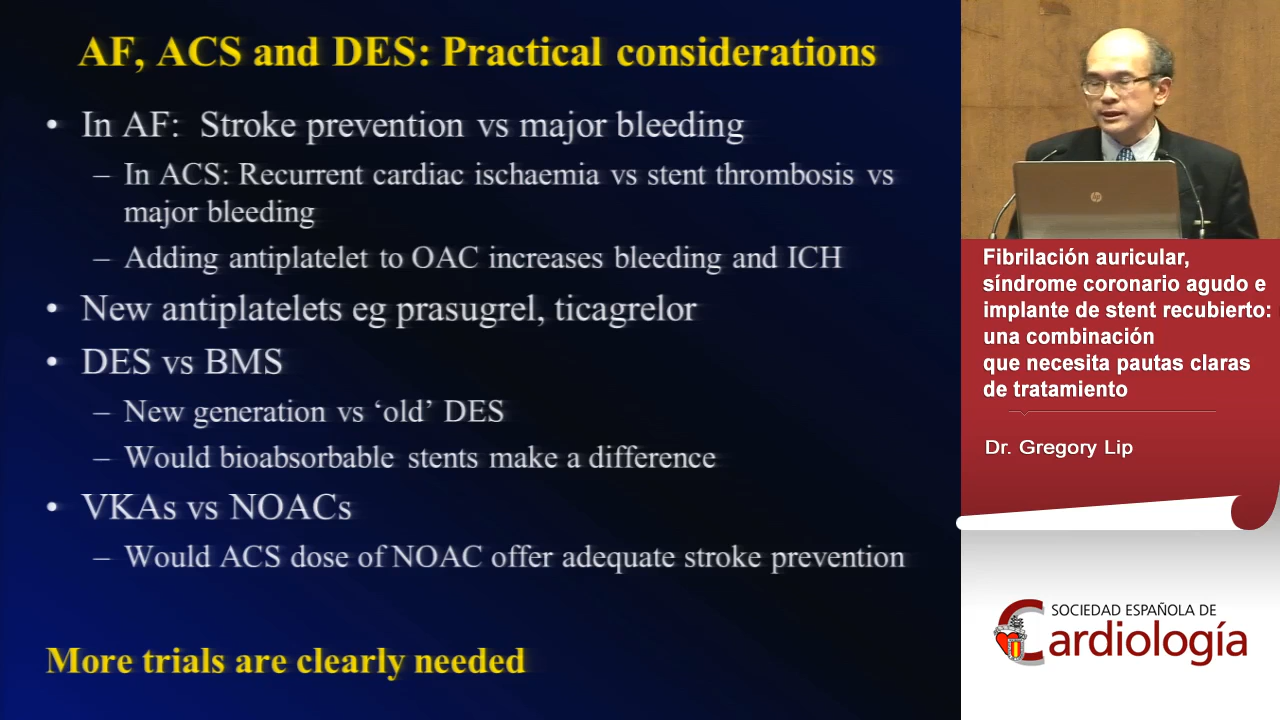 AF, ACS and DES: Practical considerations
• In AF: Stroke prevention vs major bleeding
– In ACS: Recurrent cardiac ischaemia vs stent thrombosis vs
major bleeding
– Adding antiplatelet to OAC increases bleeding and ICH
• New antiplatelets eg prasugrel, ticagrelor
• DES vs BMS
– New generation vs ‘old’ DES
– Would bioabsorbable stents make a difference
• VKAs vs NOACs
– Would ACS dose of NOAC offer adequate stroke prevention
More trials are clearly needed
hp
Fibrilación auricular,
síndrome coronario agudo e
implante de stent recubierto:
una combinación
que necesita pautas claras
de tratamiento
Dr. Gregory Lip
SOCIEDAD ESPAÑOLA DE
Cardiología